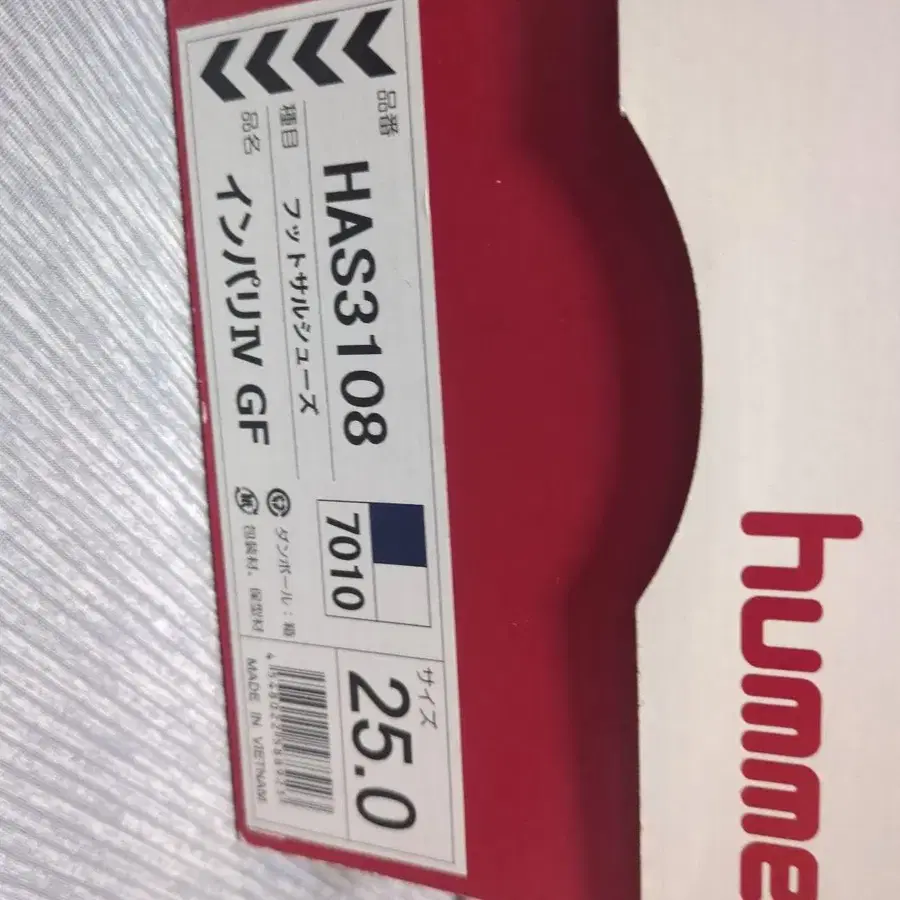 品番
HAS3108
種目 フットサルシューズ
品名 インパリⅣ GF
7010
ダンボール：箱
包装材、保型材
サイズ
25.0
MADE IN VIETNAM
humme